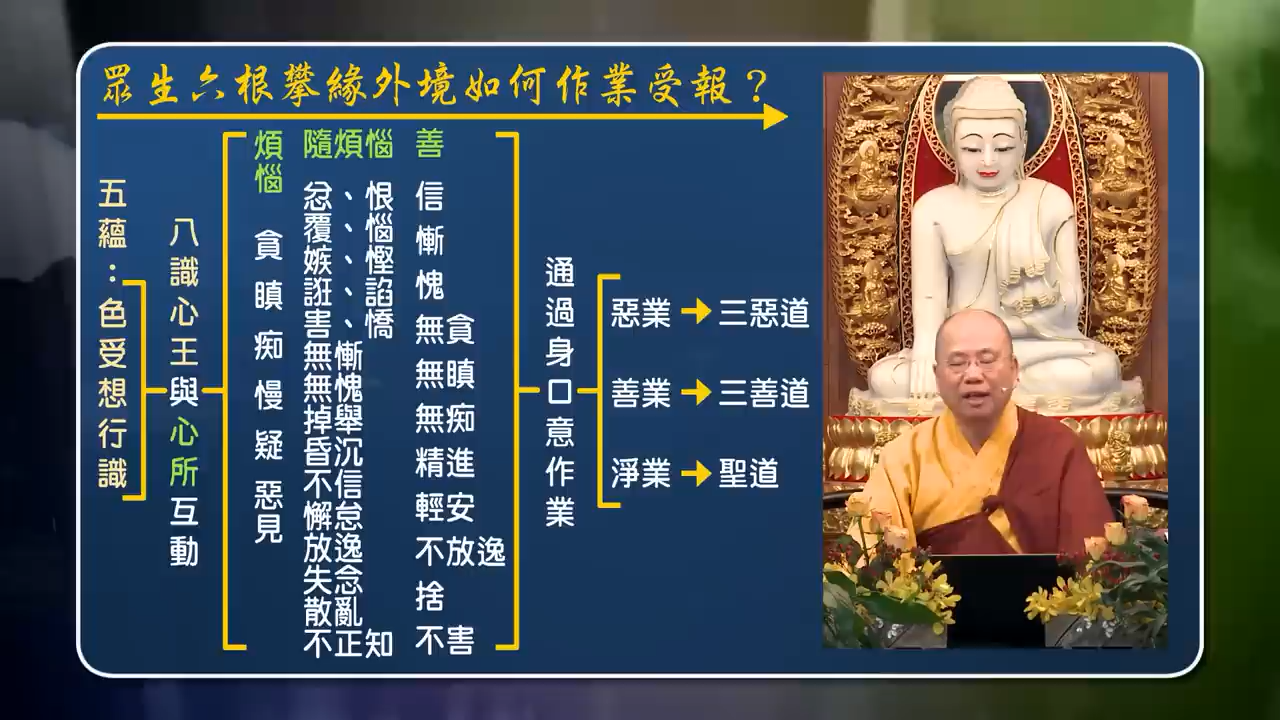 眾生六根攀緣外境如何作業受報？
五蘊：色受想行識
八識心王與心所互動
煩惱
貪
瞋
痴
慢
疑
惡見
隨煩惱
忿、恨
覆、惱
嫉、慳
誑、諂
害、憍
無慚
無愧
掉舉
昏沉
不信
懈怠
放逸
失念
散亂
不正知
善
信
慚
愧
無貪
無瞋
無痴
精進
輕安
不放逸
捨
不害
通過身口意作業
惡業➡三惡道
善業➡三善道
淨業➡聖道